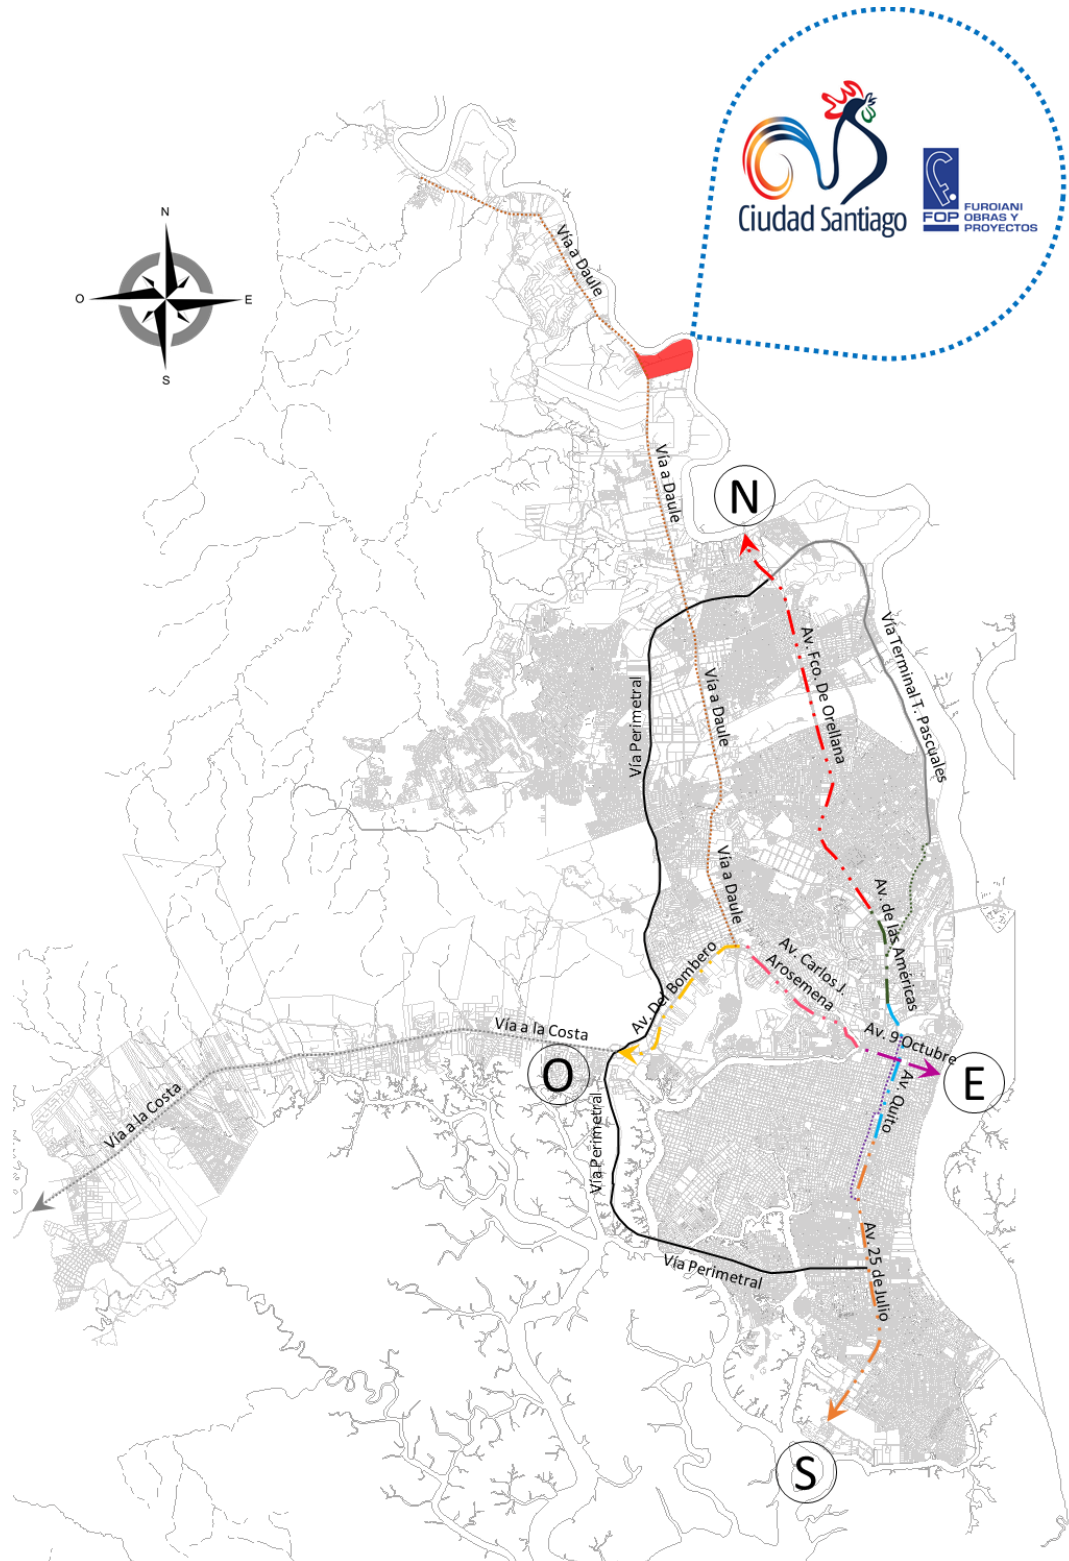 Ciudad Santiago
FOP
FUROIANI
OBRAS Y
PROYECTOS
N
O
E
S
Vía a Daule
Vía a Daule
N
Vía Terminal T. Pascuales
Av. Fco. De Orellana
Vía a Daule
Vía Perimetral
Vía a Daule
Av. de las Américas
Av. Carlos J.
Arosemena
Av. Del Bombero
Vía a la Costa
Av. 9 Octubre
O
E
Av. Quito
Vía a la Costa
Vía Perimetral
Av. 25 de Julio
Vía Perimetral
S